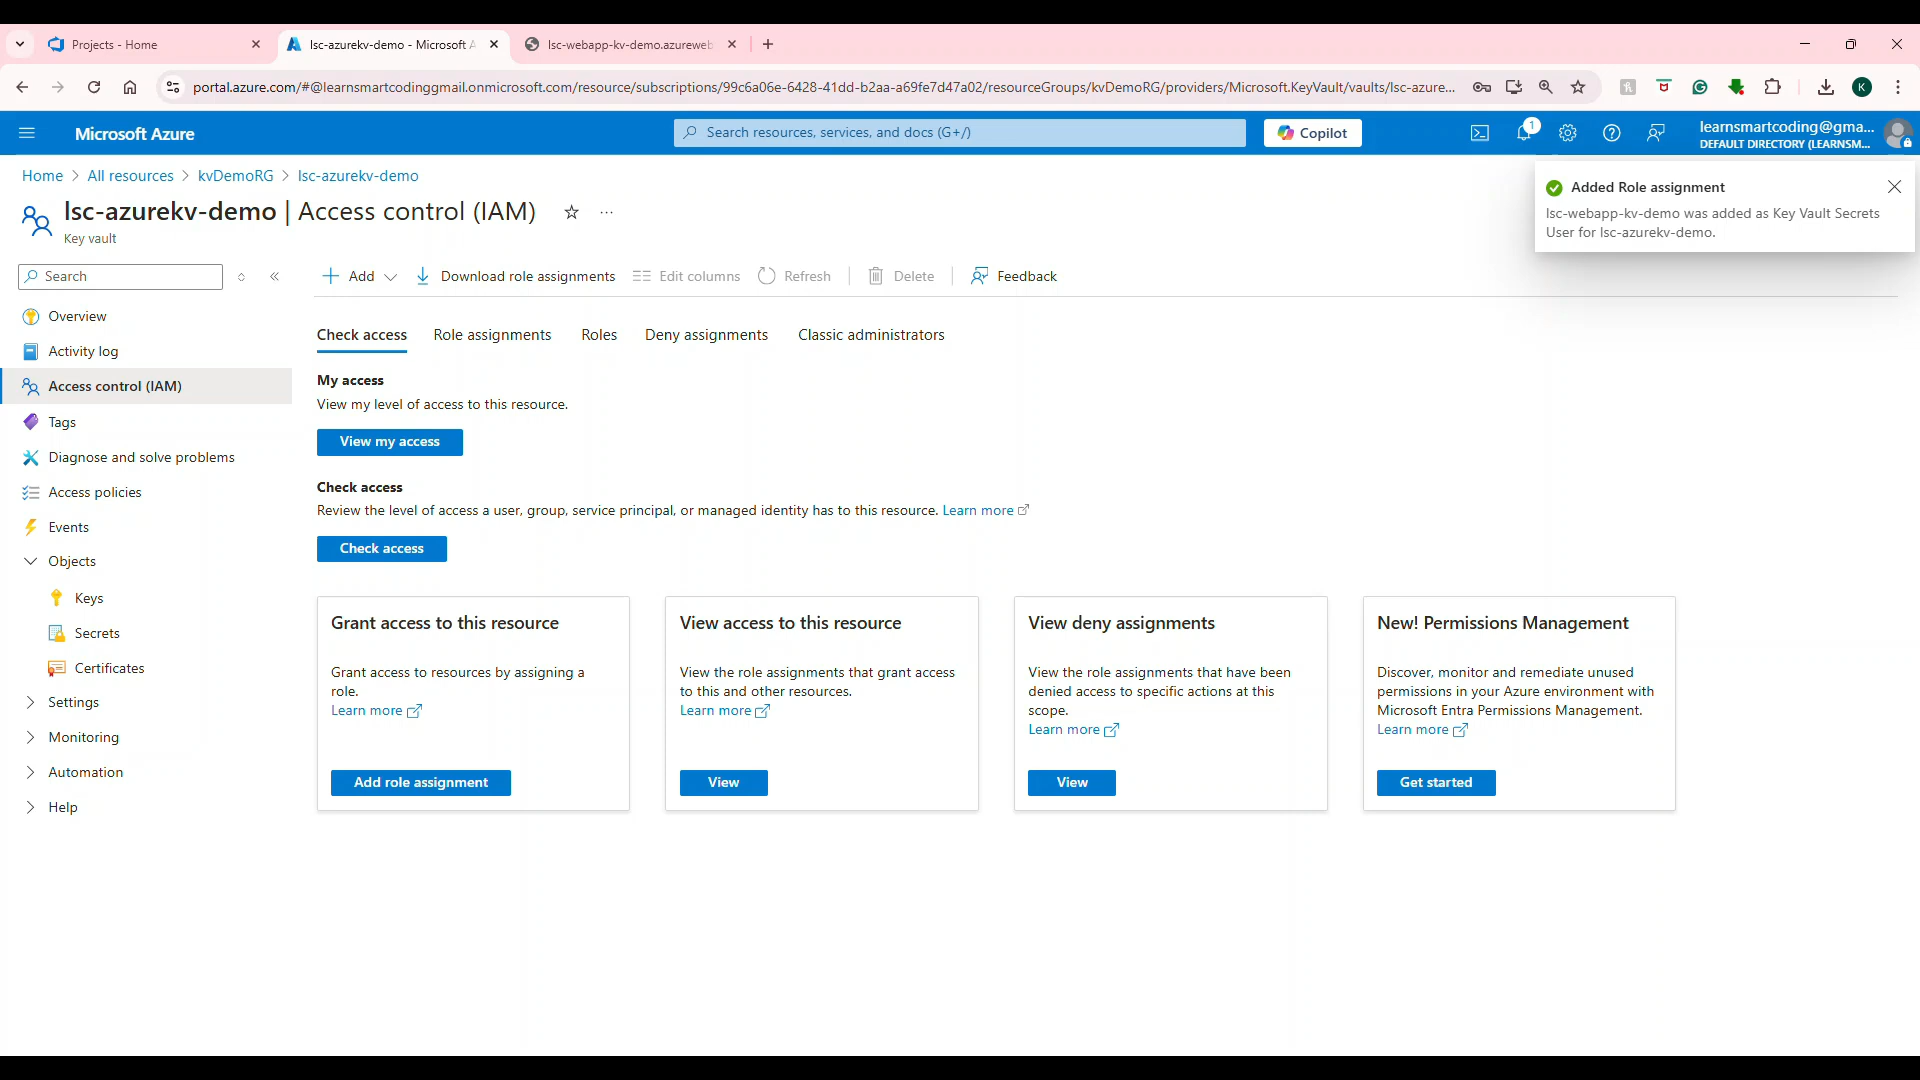 Projects - Home
lsc-azurekv-demo - Microsoft A
lsc-webapp-kv-demo.azureweb
portal.azure.com/#@learnsmartcodinggmail.onmicrosoft.com/resource/subscriptions/99c6a06e-6428-41dd-b2aa-a69fe7d47a02/resourceGroups/kvDemoRG/providers/Microsoft.KeyVault/vaults/lsc-azure...
K
Microsoft Azure
Search resources, services, and docs (G+/)
Copilot
1
learnsmartcoding@gma...
DEFAULT DIRECTORY (LEARNSM...
Home > All resources > kvDemoRG > lsc-azurekv-demo
lsc-azurekv-demo | Access control (IAM)
Key vault
Added Role assignment
lsc-webapp-kv-demo was added as Key Vault Secrets
User for lsc-azurekv-demo.
Search
Add
Download role assignments
Edit columns
Refresh
Delete
Feedback
Overview
Activity log
Access control (IAM)
Tags
Diagnose and solve problems
Access policies
Events
Objects
Keys
Secrets
Certificates
Settings
Monitoring
Automation
Help
Check access
Role assignments
Roles
Deny assignments
Classic administrators
My access
View my level of access to this resource.
View my access
Check access
Review the level of access a user, group, service principal, or managed identity has to this resource. Learn more
Check access
Grant access to this resource
Grant access to resources by assigning a
role.
Learn more
Add role assignment
View access to this resource
View the role assignments that grant access
to this and other resources.
Learn more
View
View deny assignments
View the role assignments that have been
denied access to specific actions at this
scope.
Learn more
View
New! Permissions Management
Discover, monitor and remediate unused
permissions in your Azure environment with
Microsoft Entra Permissions Management.
Learn more
Get started